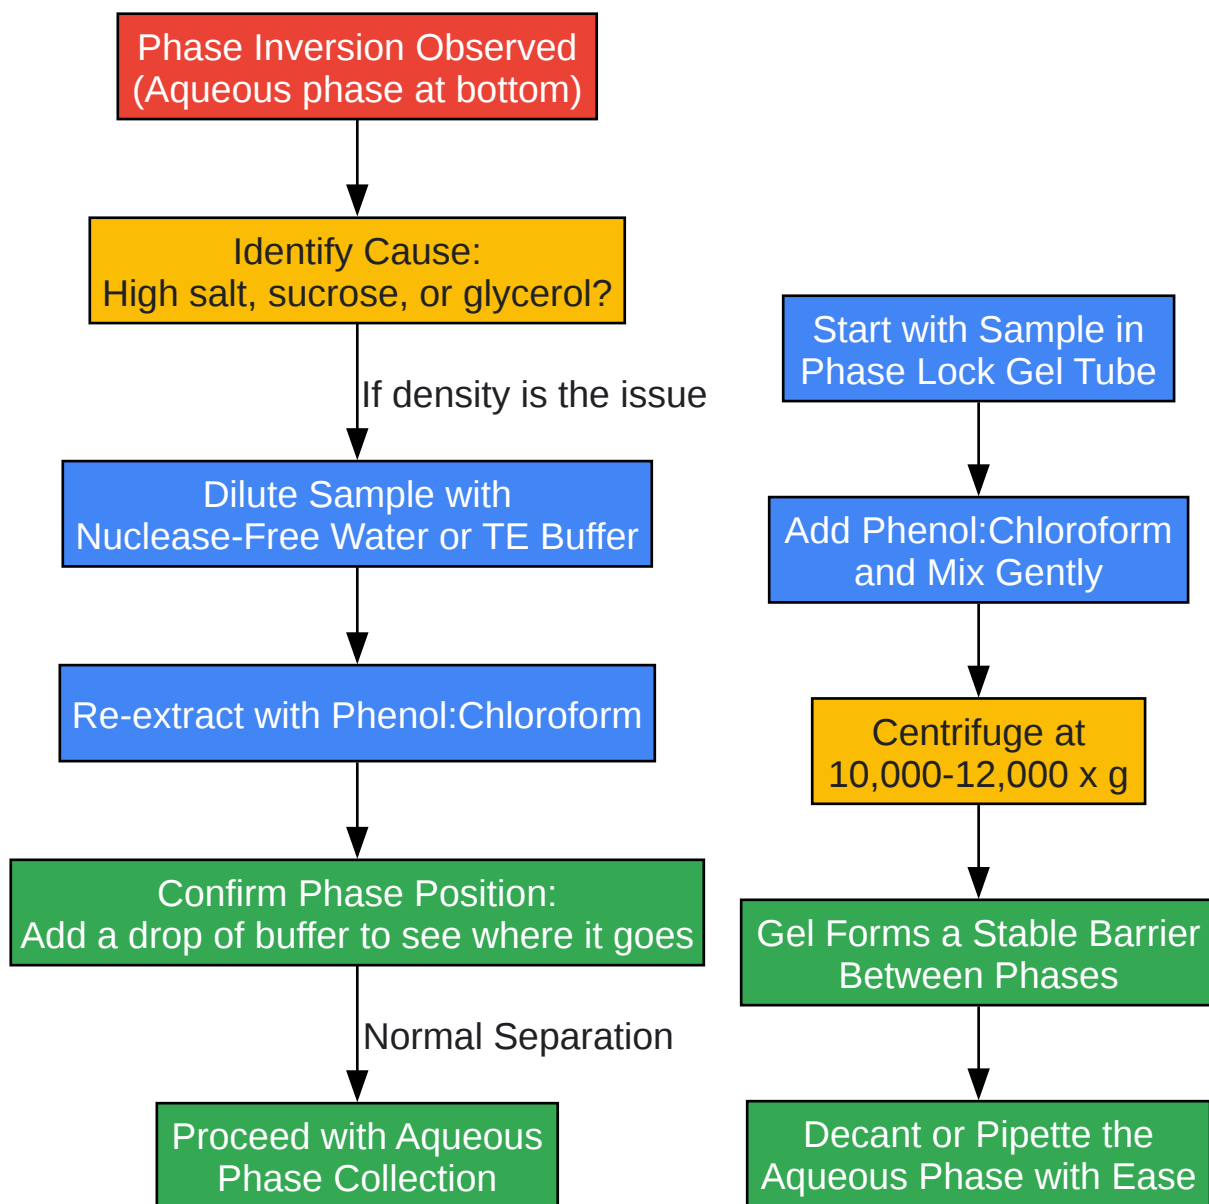 Phase Inversion Observed
(Aqueous phase at bottom)
Identify Cause:
High salt, sucrose, or glycerol?
If density is the issue
Dilute Sample with
Nuclease-Free Water or TE Buffer
Re-extract with Phenol:Chloroform
Confirm Phase Position:
Add a drop of buffer to see where it goes
Normal Separation
Proceed with Aqueous
Phase Collection
Start with Sample in
Phase Lock Gel Tube
Add Phenol:Chloroform
and Mix Gently
Centrifuge at
10,000-12,000 x g
Gel Forms a Stable Barrier
Between Phases
Decant or Pipette the
Aqueous Phase with Ease